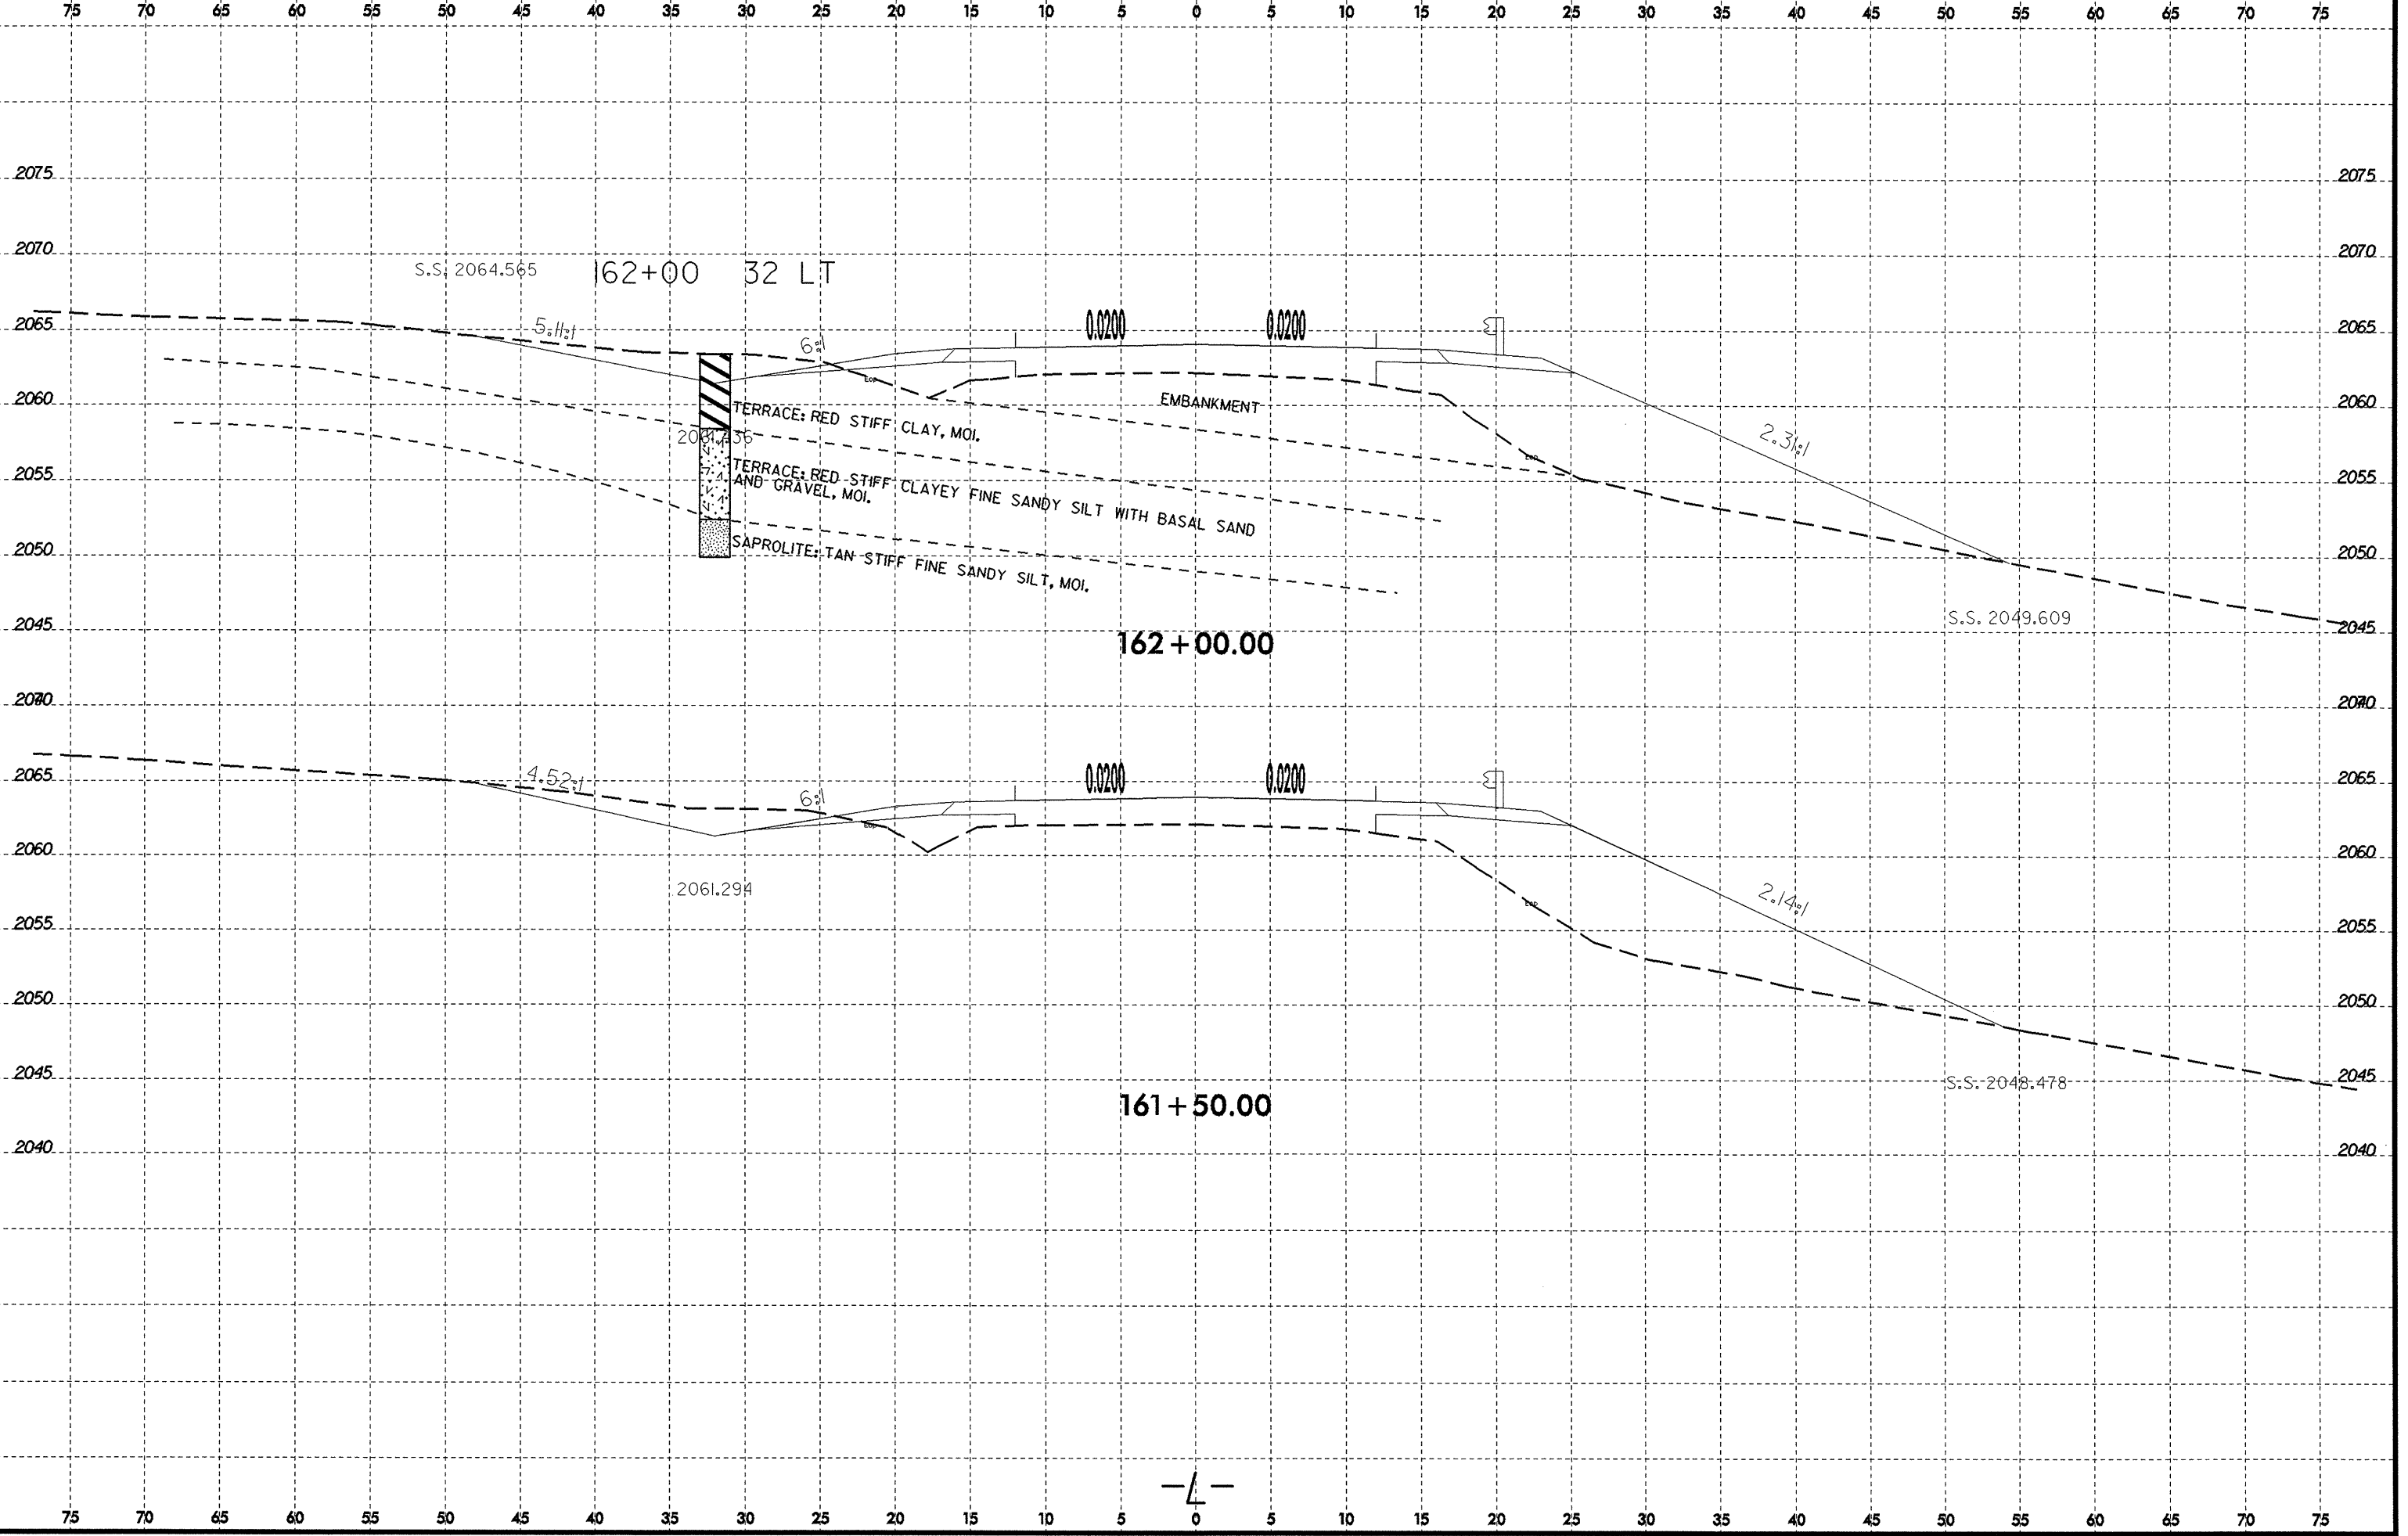 75 70 65 60 55 50 45 40 35 30 25 20 15 10 5 0 5 10 15 20 25 30 35 40 45 50 55 60 65 70 75
2075 2075
2070 2070
S.S. 2064.565 162+00 32 LT
2065 5.11:1 6:1 0.0200 0.0200 2065
EOP
2060 TERRACE: RED STIFF CLAY, MOI. EMBANKMENT 2.31:1 2060
EOP
2055 TERRACE: RED STIFF CLAYEY FINE SANDY SILT WITH BASAL SAND 2055
AND GRAVEL, MOI.
2050 SAPROLITE: TAN STIFF FINE SANDY SILT, MOI. 2050
S.S. 2049.609
2045 2045
162+00.00
2065 4.52:1 6:1 0.0200 0.0200 2065
EOP
2060 2060
2061.294 2.14:1
EOP
2055 2055
2050 2050
2045 S.S. 2048.478 2045
161+50.00
2040 2040
-L-
75 70 65 60 55 50 45 40 35 30 25 20 15 10 5 0 5 10 15 20 25 30 35 40 45 50 55 60 65 70 75